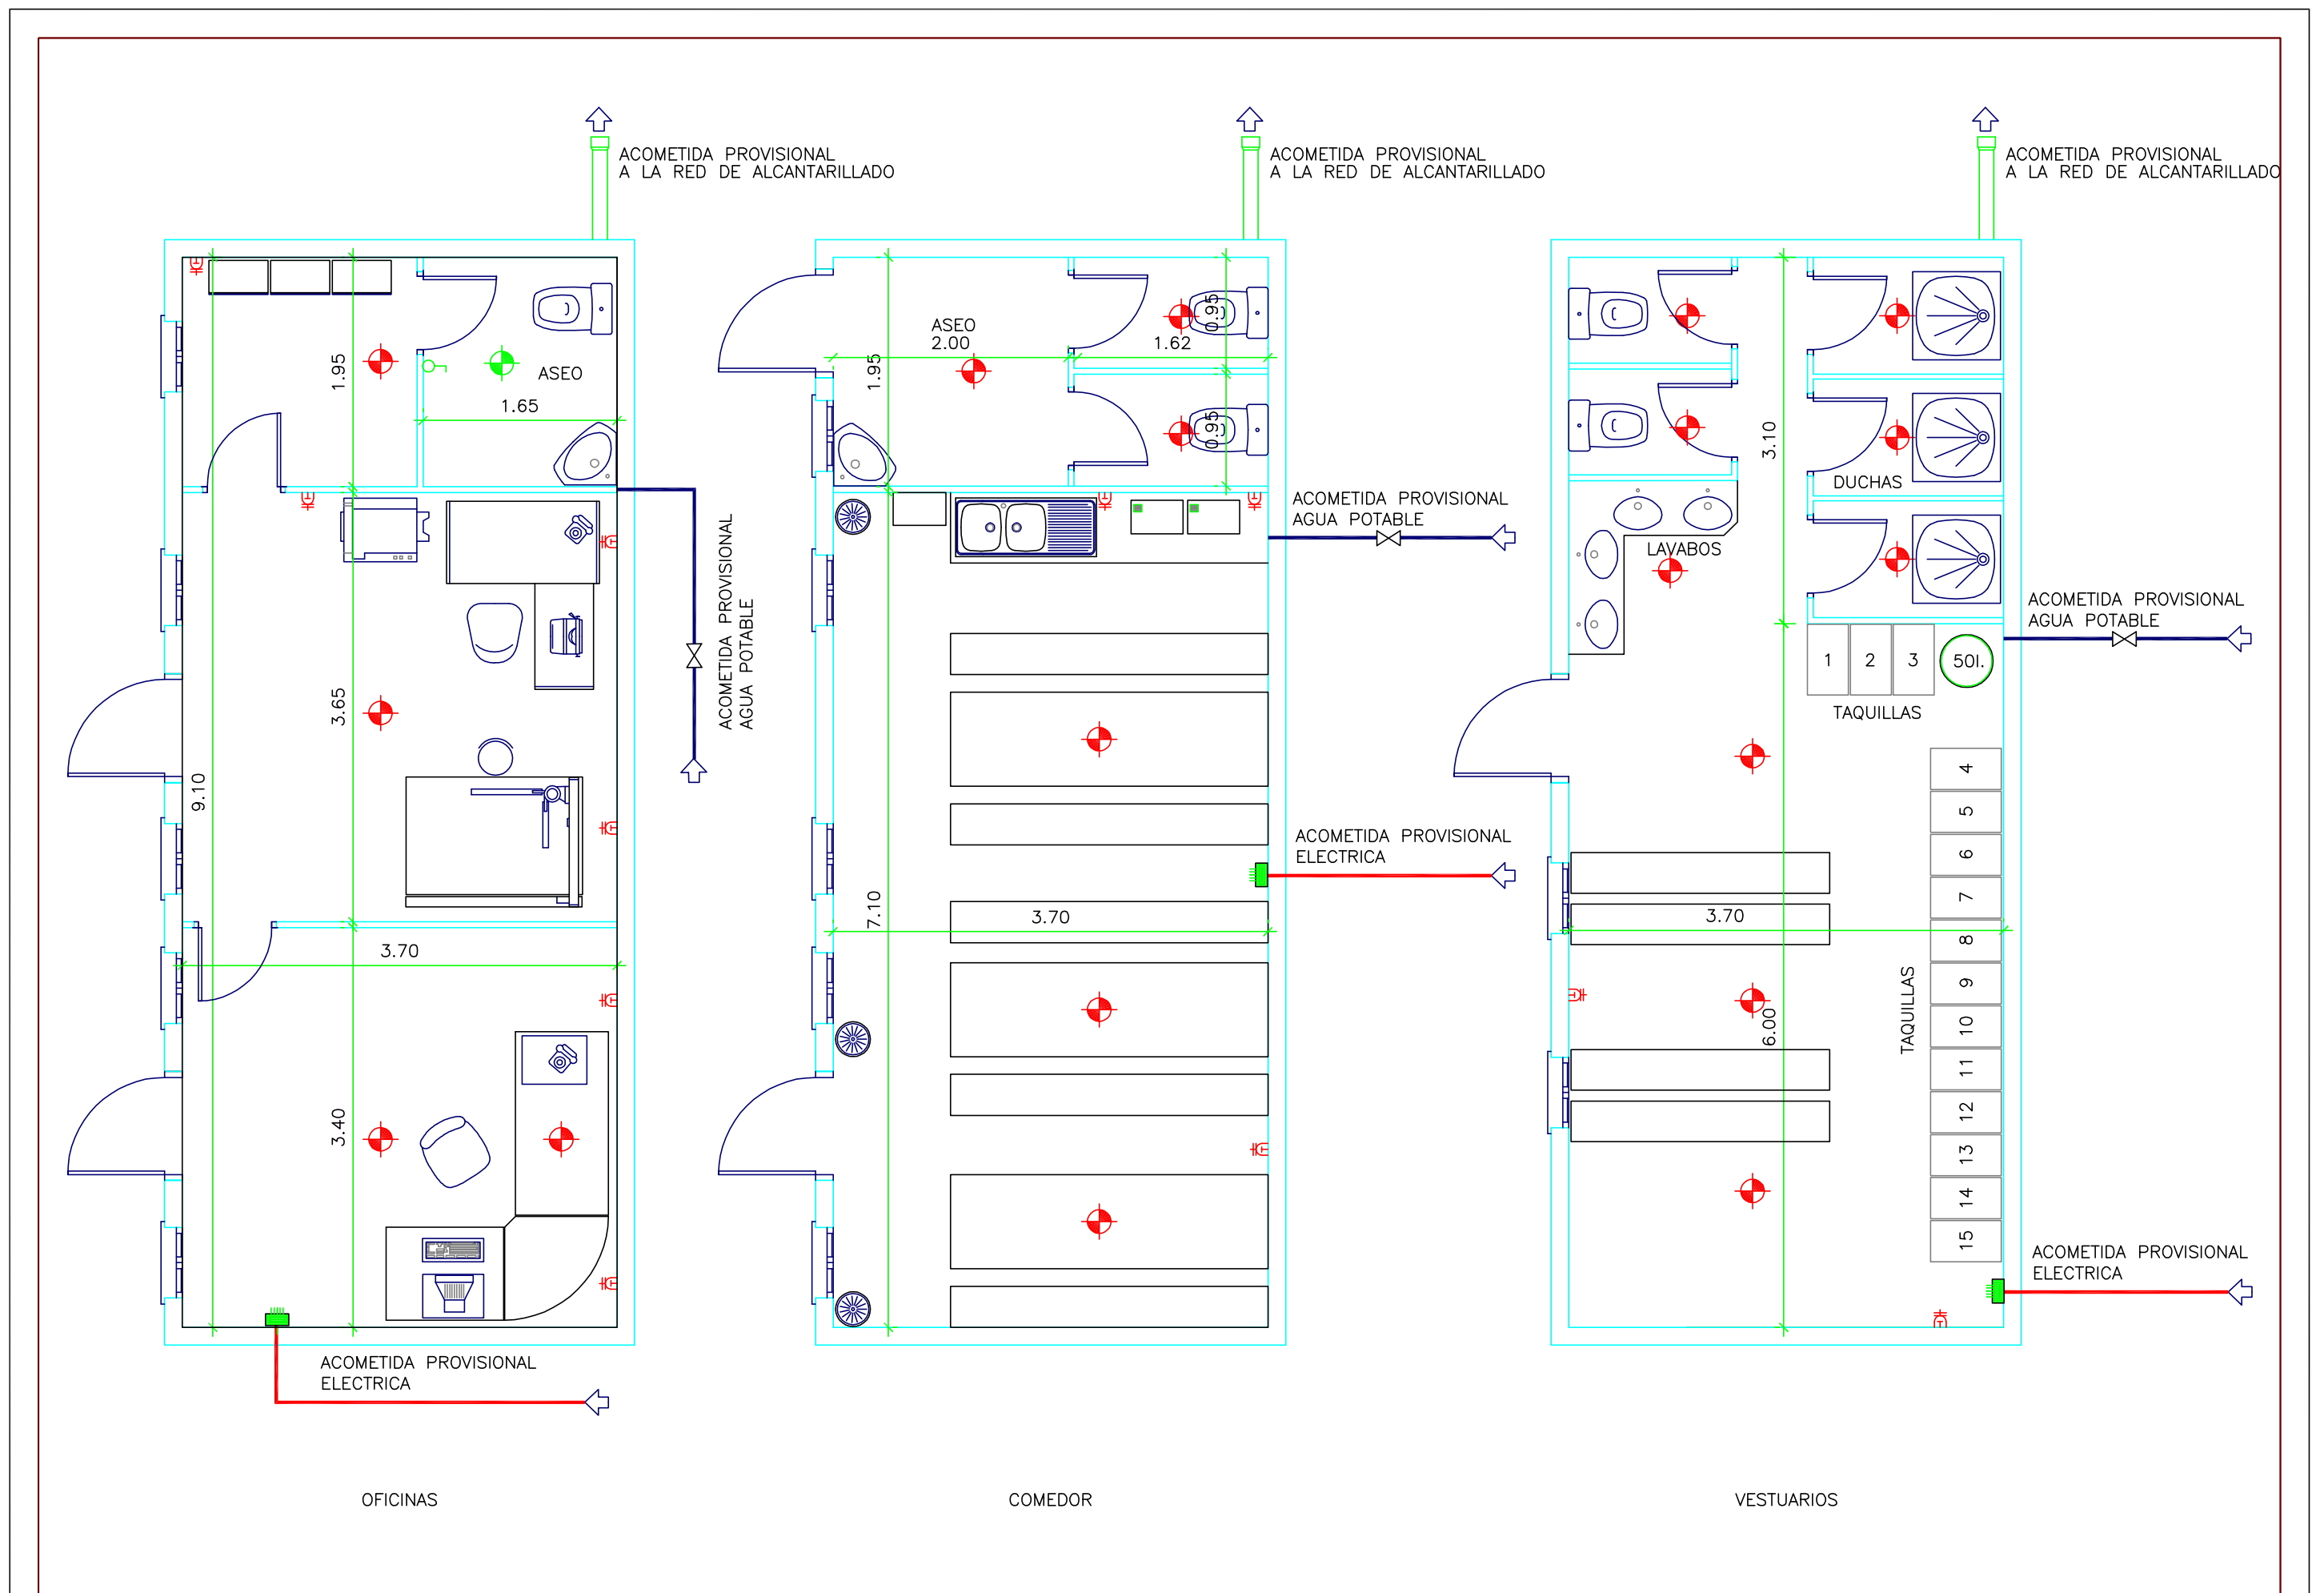 ACOMETIDA PROVISIONAL
A LA RED DE ALCANTARILLADO
ACOMETIDA PROVISIONAL
A LA RED DE ALCANTARILLADO
ACOMETIDA PROVISIONAL
A LA RED DE ALCANTARILLADO
1.95
ASEO
1.65
ACOMETIDA PROVISIONAL
AGUA POTABLE
3.65
9.10
3.70
3.40
ACOMETIDA PROVISIONAL
ELECTRICA
OFICINAS
ASEO
2.00
1.62
0.95
1.95
0.95
ACOMETIDA PROVISIONAL
AGUA POTABLE
ACOMETIDA PROVISIONAL
ELECTRICA
7.10
3.70
COMEDOR
3.10
DUCHAS
LAVABOS
ACOMETIDA PROVISIONAL
AGUA POTABLE
1
2
3
50l.
TAQUILLAS
4
5
6
7
3.70
8
9
TAQUILLAS
6.00
10
11
12
13
14
15
ACOMETIDA PROVISIONAL
ELECTRICA
VESTUARIOS